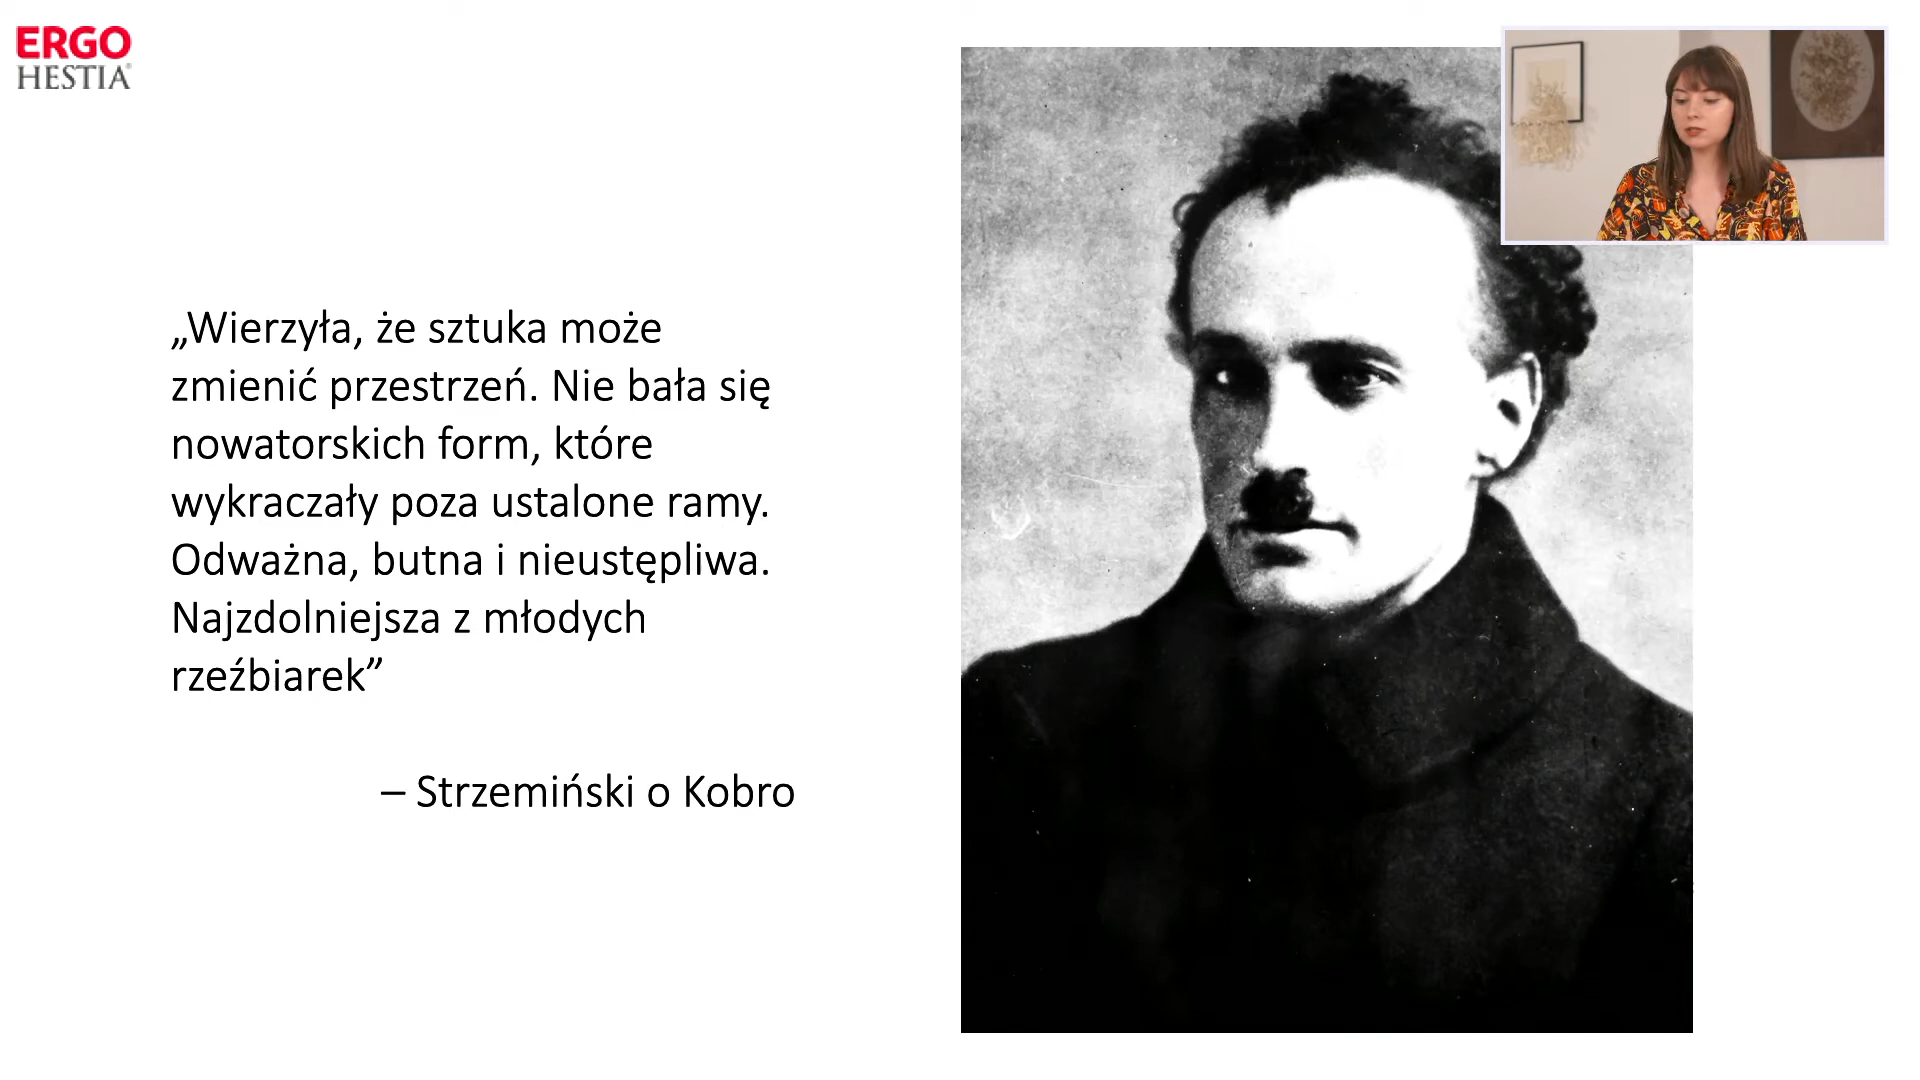 ERGO
HESTIA®
„Wierzyła, że sztuka może
zmienić przestrzeń. Nie bała się
nowatorskich form, które
wykraczały poza ustalone ramy.
Odważna, butna i nieustępliwa.
Najzdolniejsza z młodych
rzeźbiarek”
– Strzemiński o Kobro